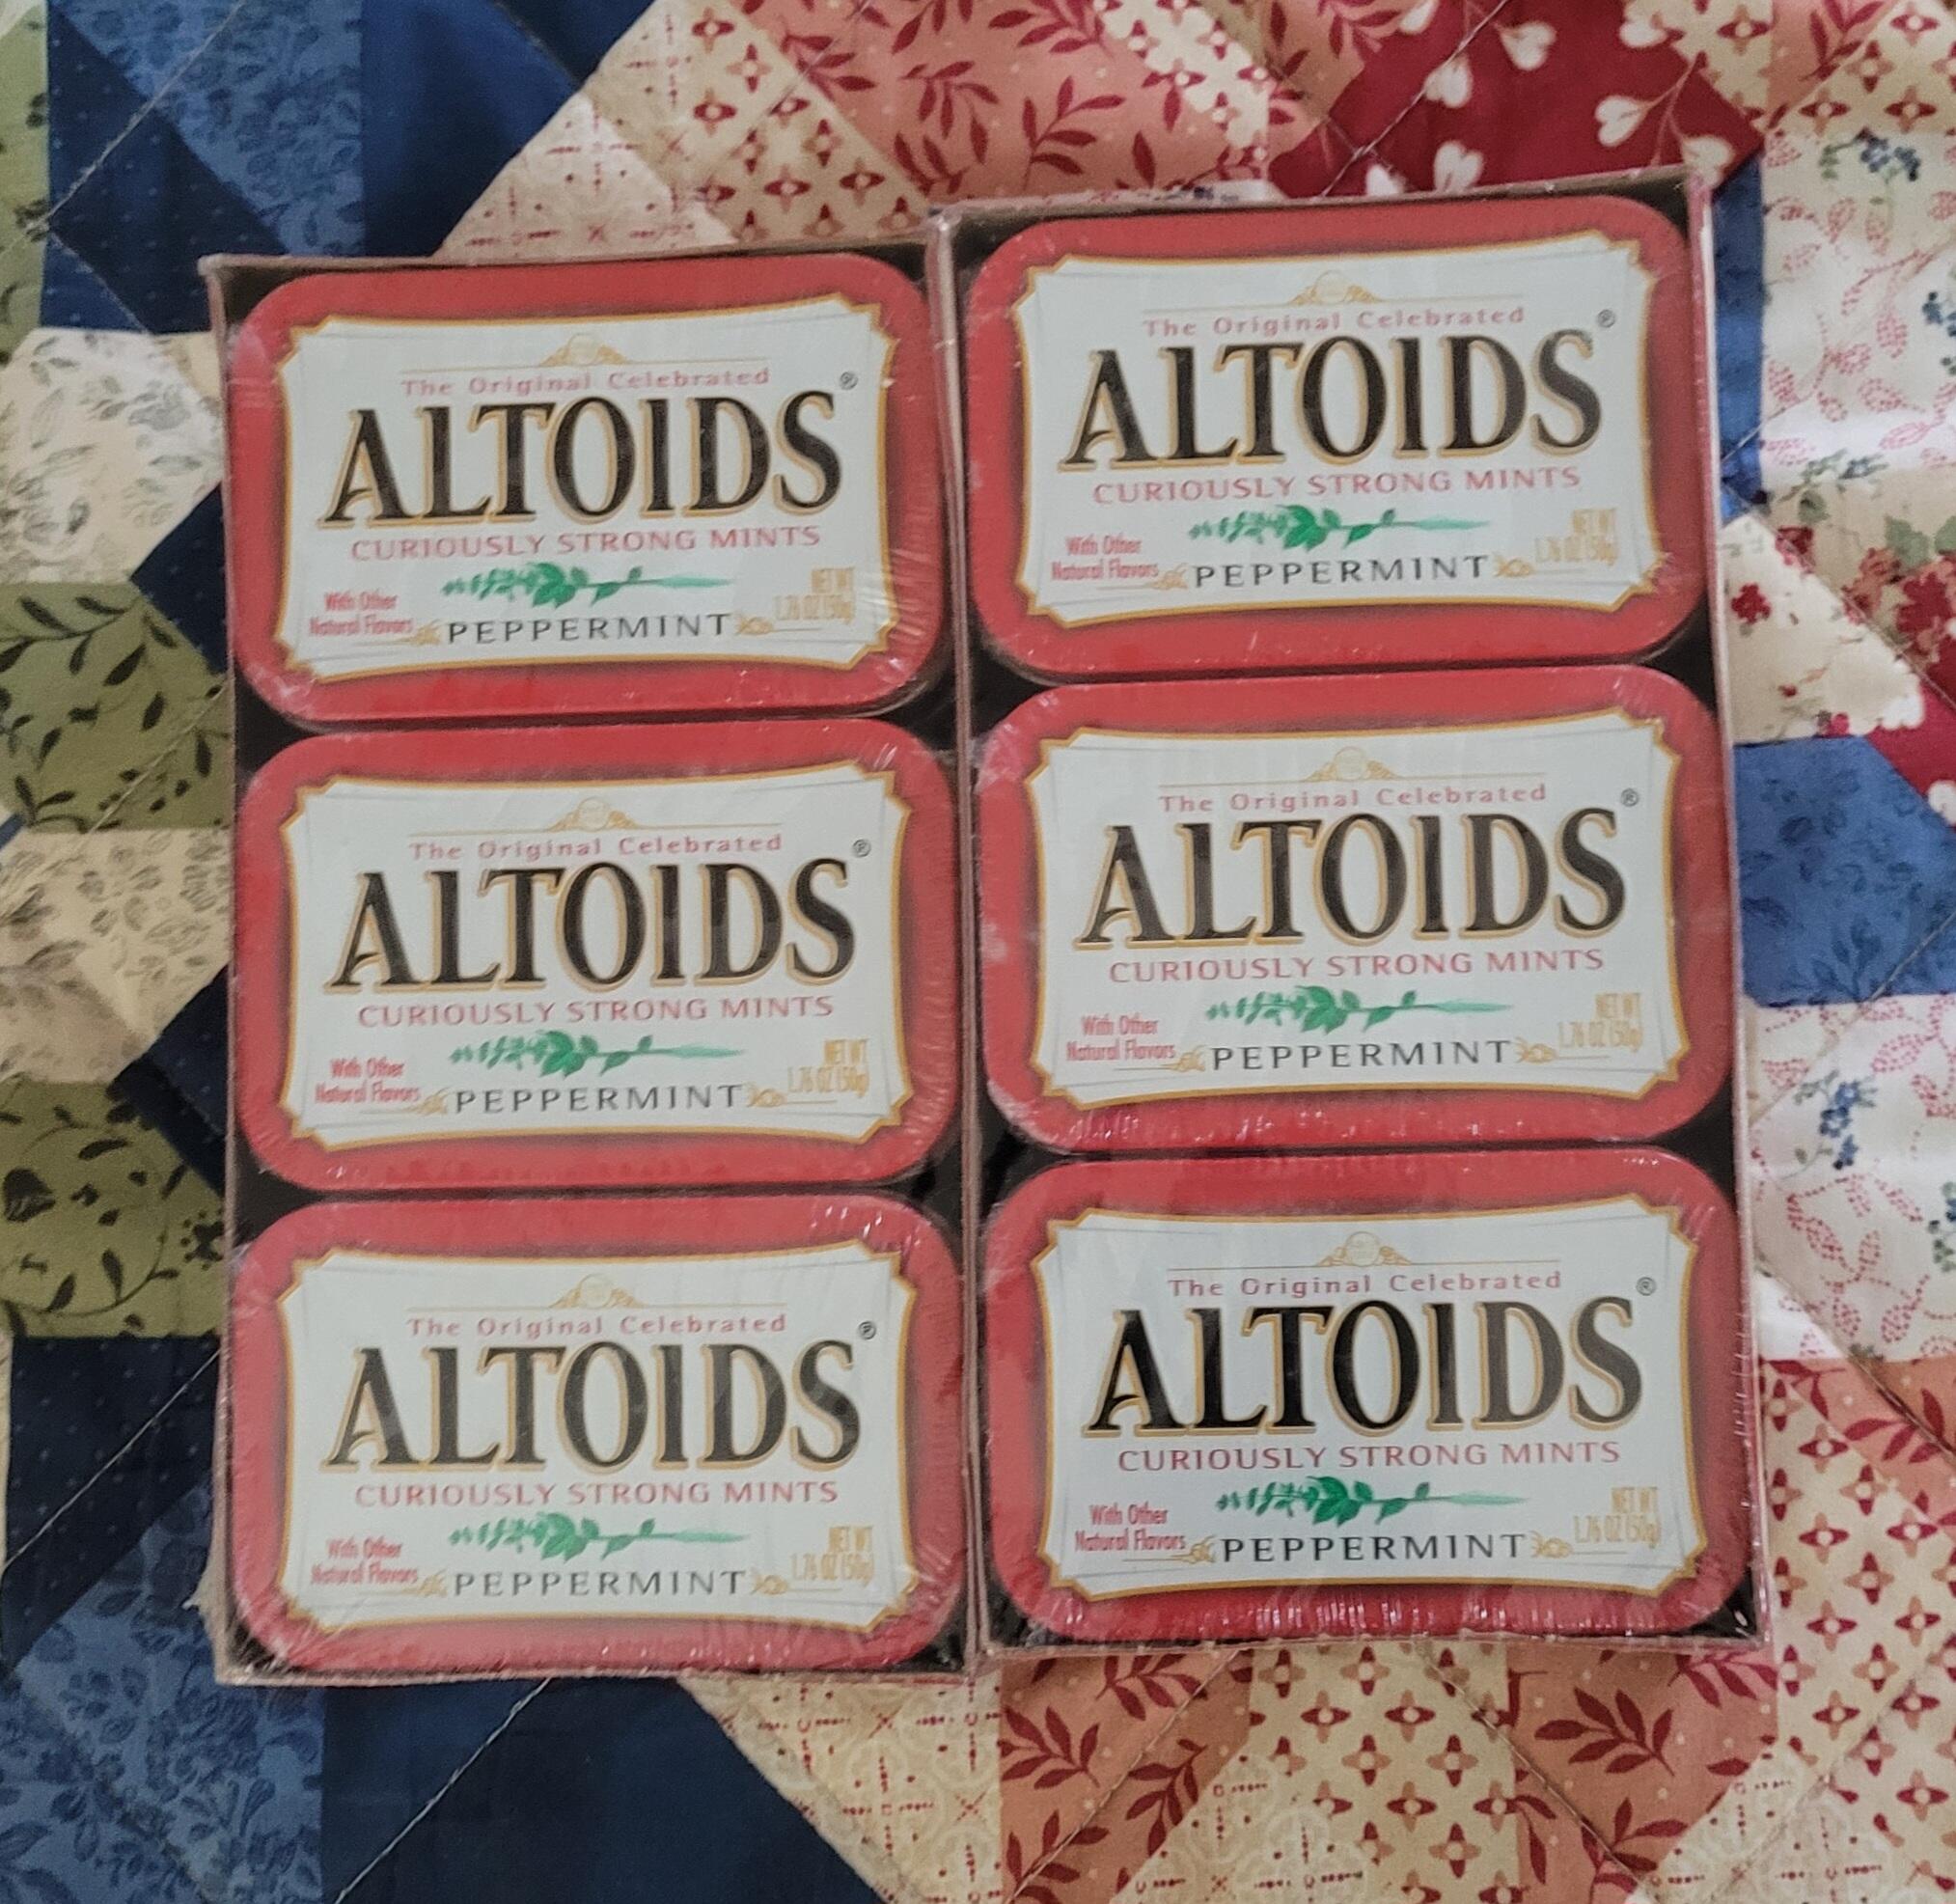 The Original Celebrated
ALTOIDS®
CURIOUSLY STRONG MINTS
With Other
Natural Flavors
PEPPERMINT
NET WT
1.76 OZ (50g)
The Original Celebrated
ALTOIDS®
CURIOUSLY STRONG MINTS
With Other
Natural Flavors
PEPPERMINT
NET WT
1.76 OZ (50g)
The Original Celebrated
ALTOIDS®
CURIOUSLY STRONG MINTS
With Other
Natural Flavors
PEPPERMINT
NET WT
1.76 OZ (50g)
The Original Celebrated
ALTOIDS®
CURIOUSLY STRONG MINTS
With Other
Natural Flavors
PEPPERMINT
NET WT
1.76 OZ (50g)
The Original Celebrated
ALTOIDS®
CURIOUSLY STRONG MINTS
With Other
Natural Flavors
PEPPERMINT
NET WT
1.76 OZ (50g)
The Original Celebrated
ALTOIDS®
CURIOUSLY STRONG MINTS
With Other
Natural Flavors
PEPPERMINT
NET WT
1.76 OZ (50g)